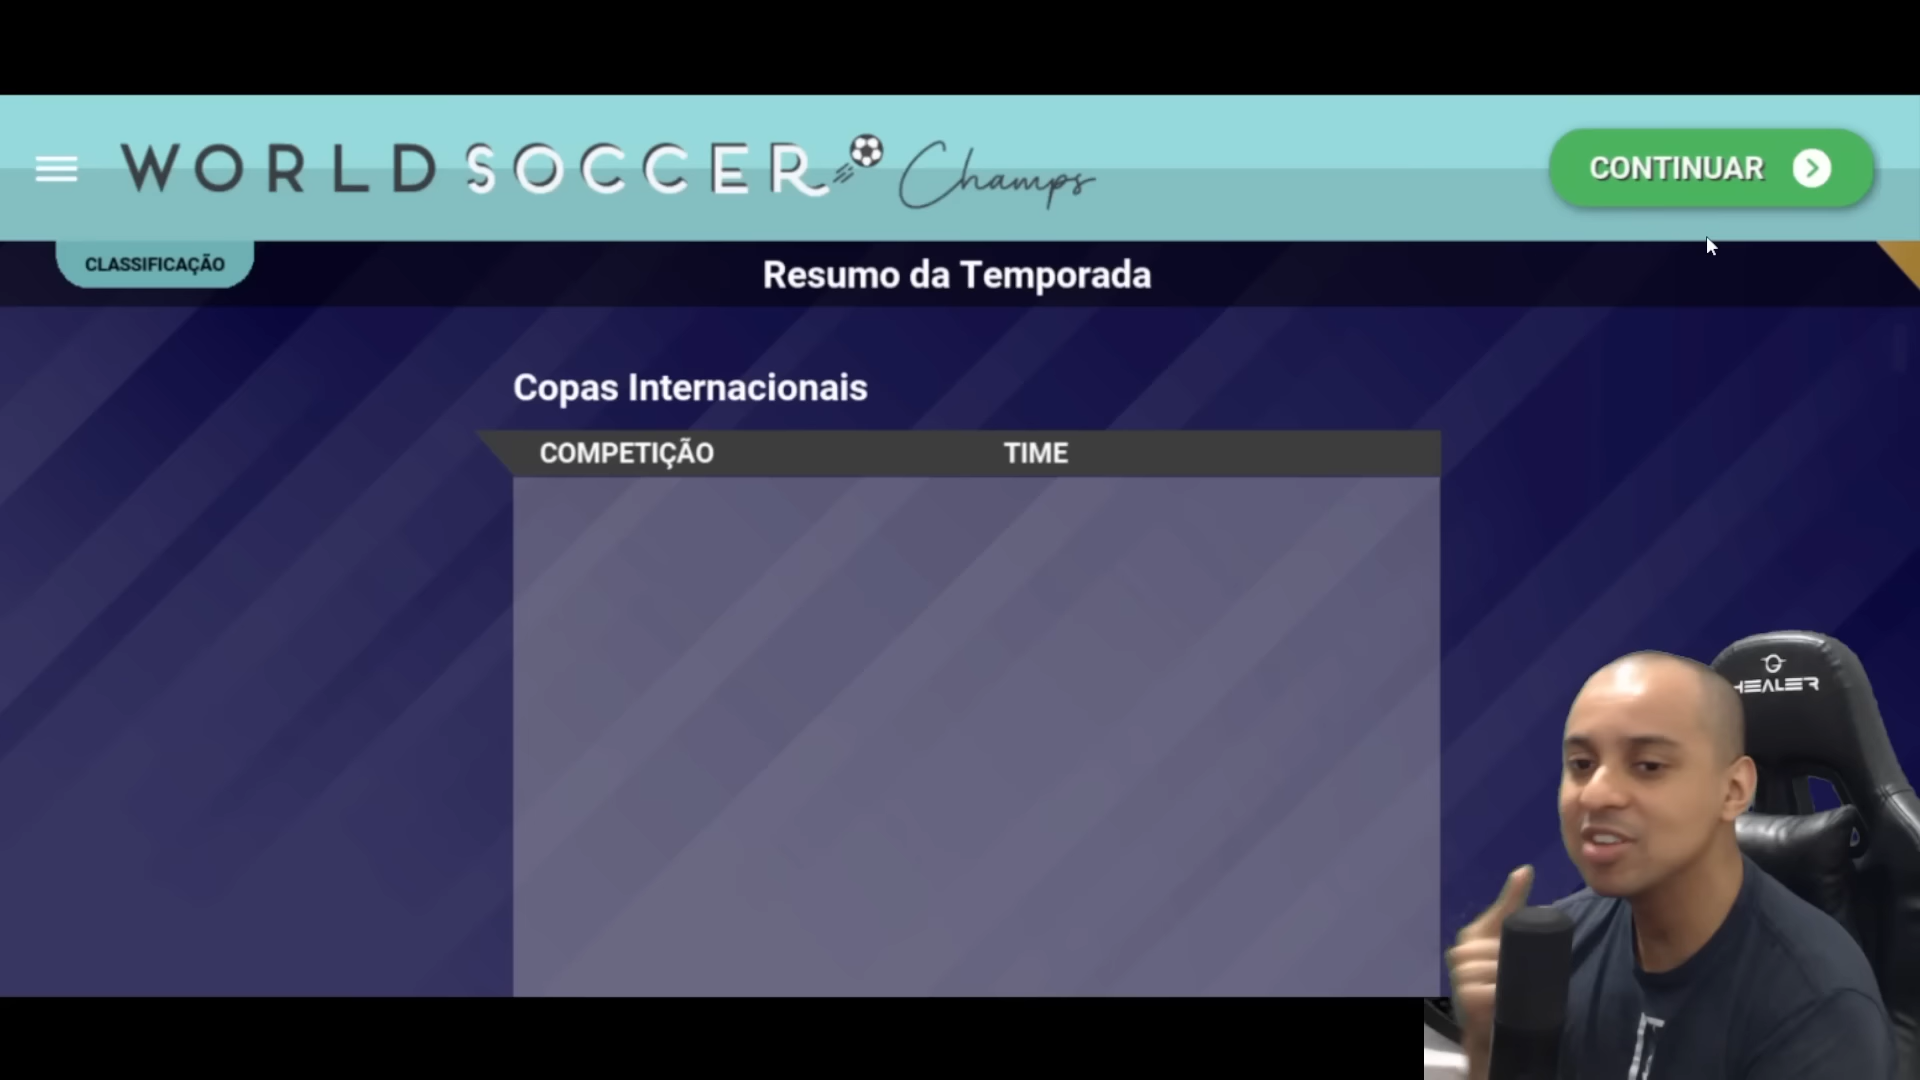 WORLD SOCCER Champs
CONTINUAR
CLASSIFICAÇÃO
Resumo da Temporada
Copas Internacionais
COMPETIÇÃO TIME
HEALER